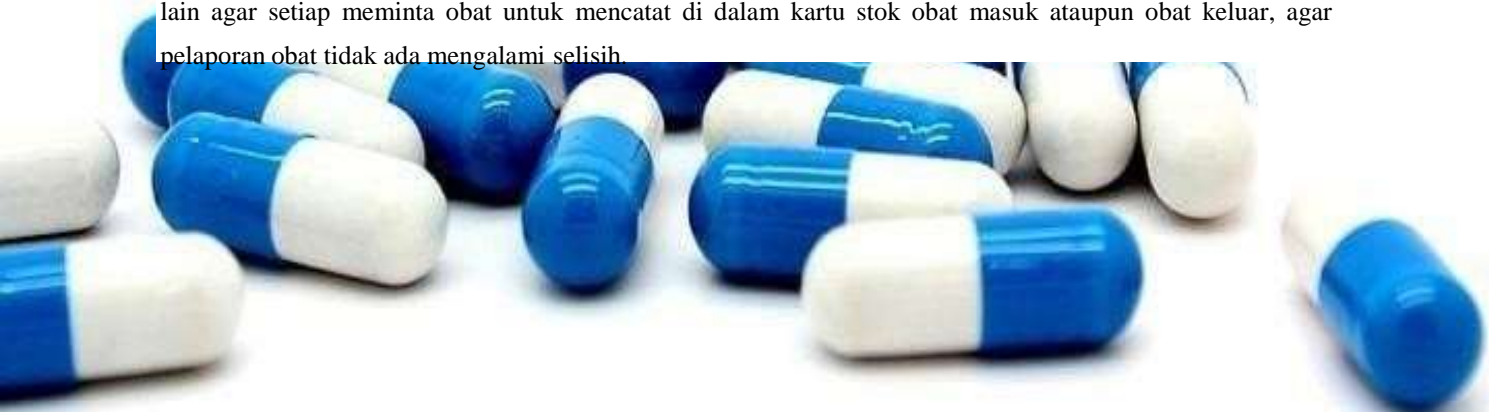 lain agar setiap meminta obat untuk mencatat di dalam kartu stok obat masuk ataupun obat keluar, agar
pelaporan obat tidak ada mengalami selisih.